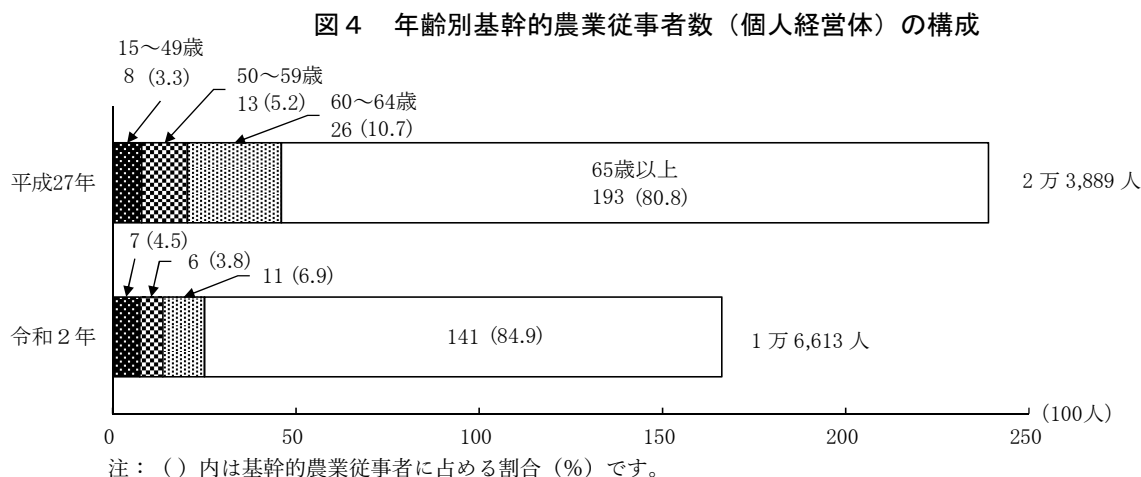 図４　年齢別基幹的農業従事者数（個人経営体）の構成
15～49歳
8 (3.3)
50～59歳
13 (5.2)
60～64歳
26 (10.7)
平成27年
65歳以上
193 (80.8)
2 万 3,889 人
7 (4.5)
6 (3.8)
11 (6.9)
令和２年
141 (84.9)
1 万 6,613 人
0
50
100
150
200
250
（100人）
注：（ ）内は基幹的農業従事者に占める割合（%）です。